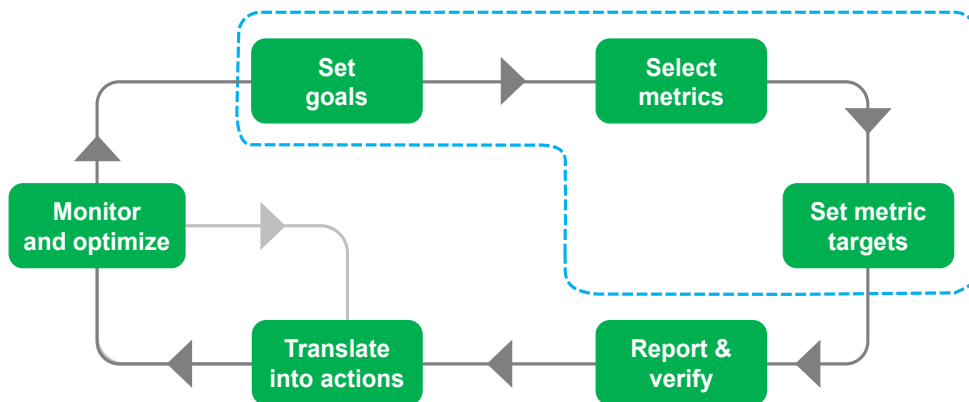 Set
goals
Select
metrics
Set metric
targets
Report &
verify
Translate
into actions
Monitor
and optimize